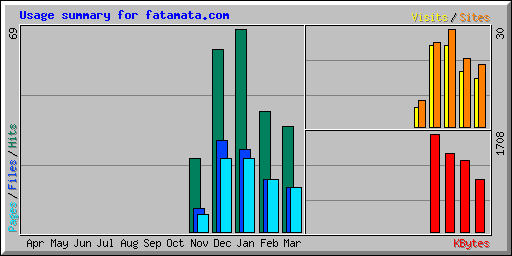 Usage summary for fatamata.com
Visits/Sites
69
30
1708
Pages/Files/Hits
Apr May Jun Jul Aug Sep Oct Nov Dec Jan Feb Mar
KBytes